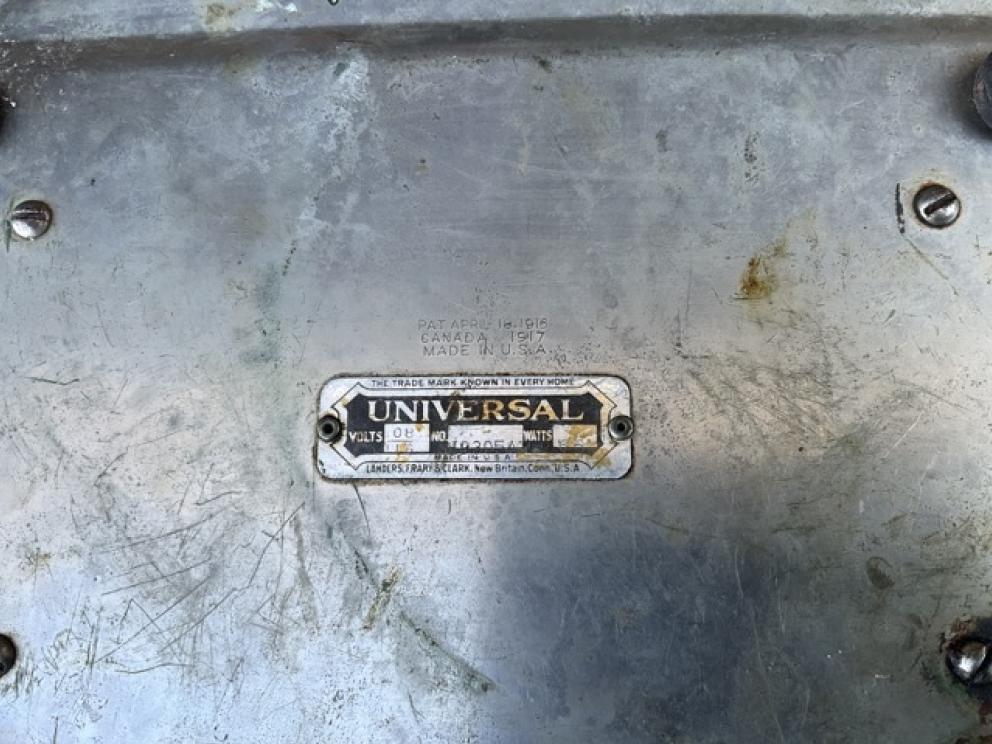 PAT APRIL 18, 1916
CANADA 1917
MADE IN U.S.A.
THE TRADE MARK KNOWN IN EVERY HOME
UNIVERSAL
VOLTS 08 NO. WATTS
MADE IN U.S.A.
LANDERS, FRARY & CLARK, New Britain, Conn., U.S.A.